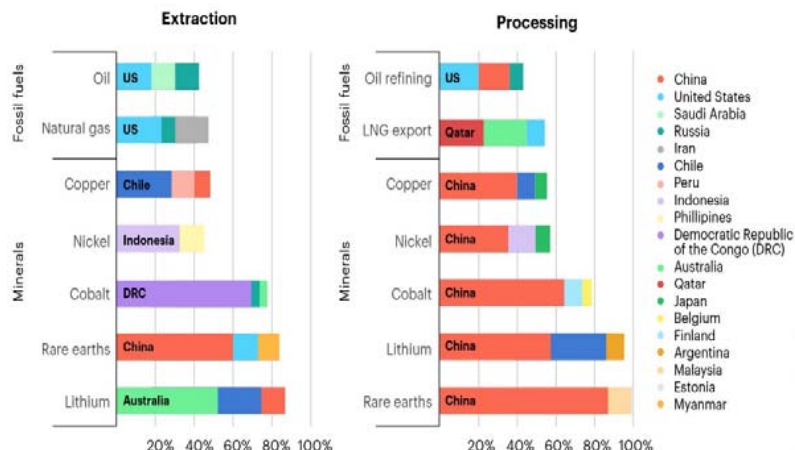 Extraction
Fossil fuels
Oil
US
Natural gas
US
Minerals
Copper
Chile
Nickel
Indonesia
Cobalt
DRC
Rare earths
China
Lithium
Australia
20% 40% 60% 80% 100%
Processing
Fossil fuels
Oil refining
US
LNG export
Qatar
Minerals
Copper
China
Nickel
China
Cobalt
China
Lithium
China
Rare earths
China
20% 40% 60% 80% 100%
China
United States
Saudi Arabia
Russia
Iran
Chile
Peru
Indonesia
Phillipines
Democratic Republic
of the Congo (DRC)
Australia
Qatar
Japan
Belgium
Finland
Argentina
Malaysia
Estonia
Myanmar